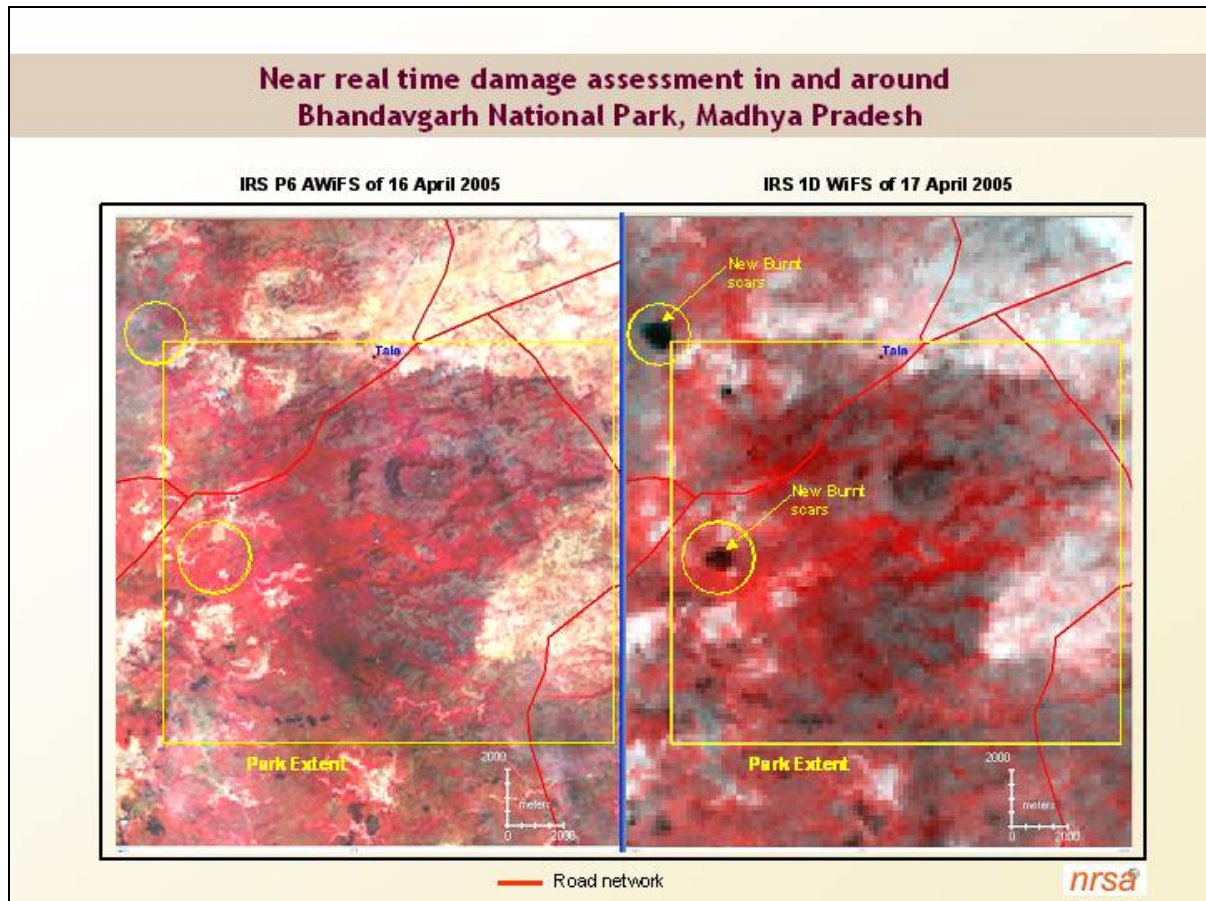 Near real time damage assessment in and around
Bhandavgarh National Park, Madhya Pradesh
IRS P6 AWiFS of 16 April 2005
IRS 1D WiFS of 17 April 2005
New Burnt
scars
Tala
Tala
New Burnt
scars
Park Extent
2000
meters
0 2000
Park Extent
2000
meters
0 2000
Road network
nrsa